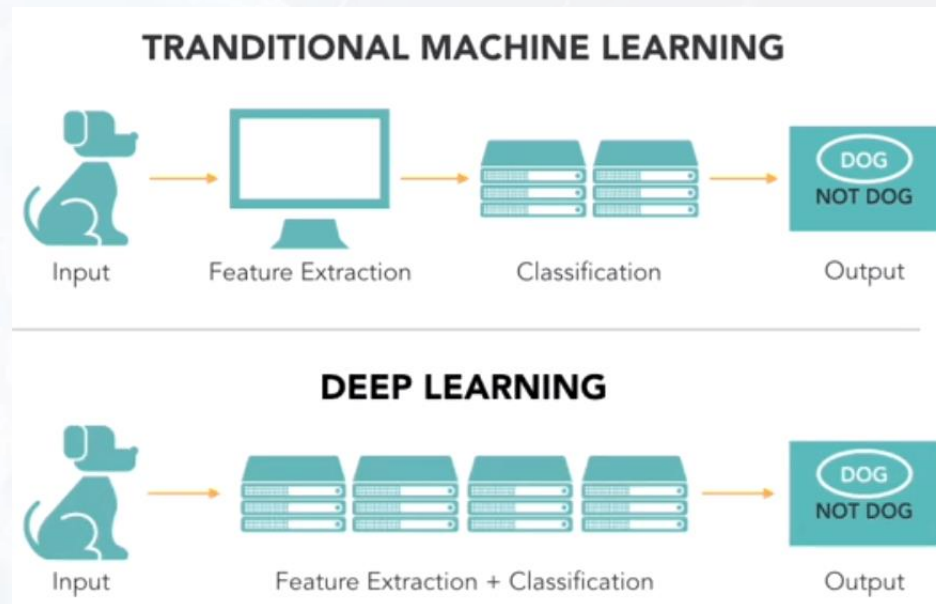 TRANDITIONAL MACHINE LEARNING
DOG
NOT DOG
Input
Feature Extraction
Classification
Output
DEEP LEARNING
DOG
NOT DOG
Input
Feature Extraction + Classification
Output